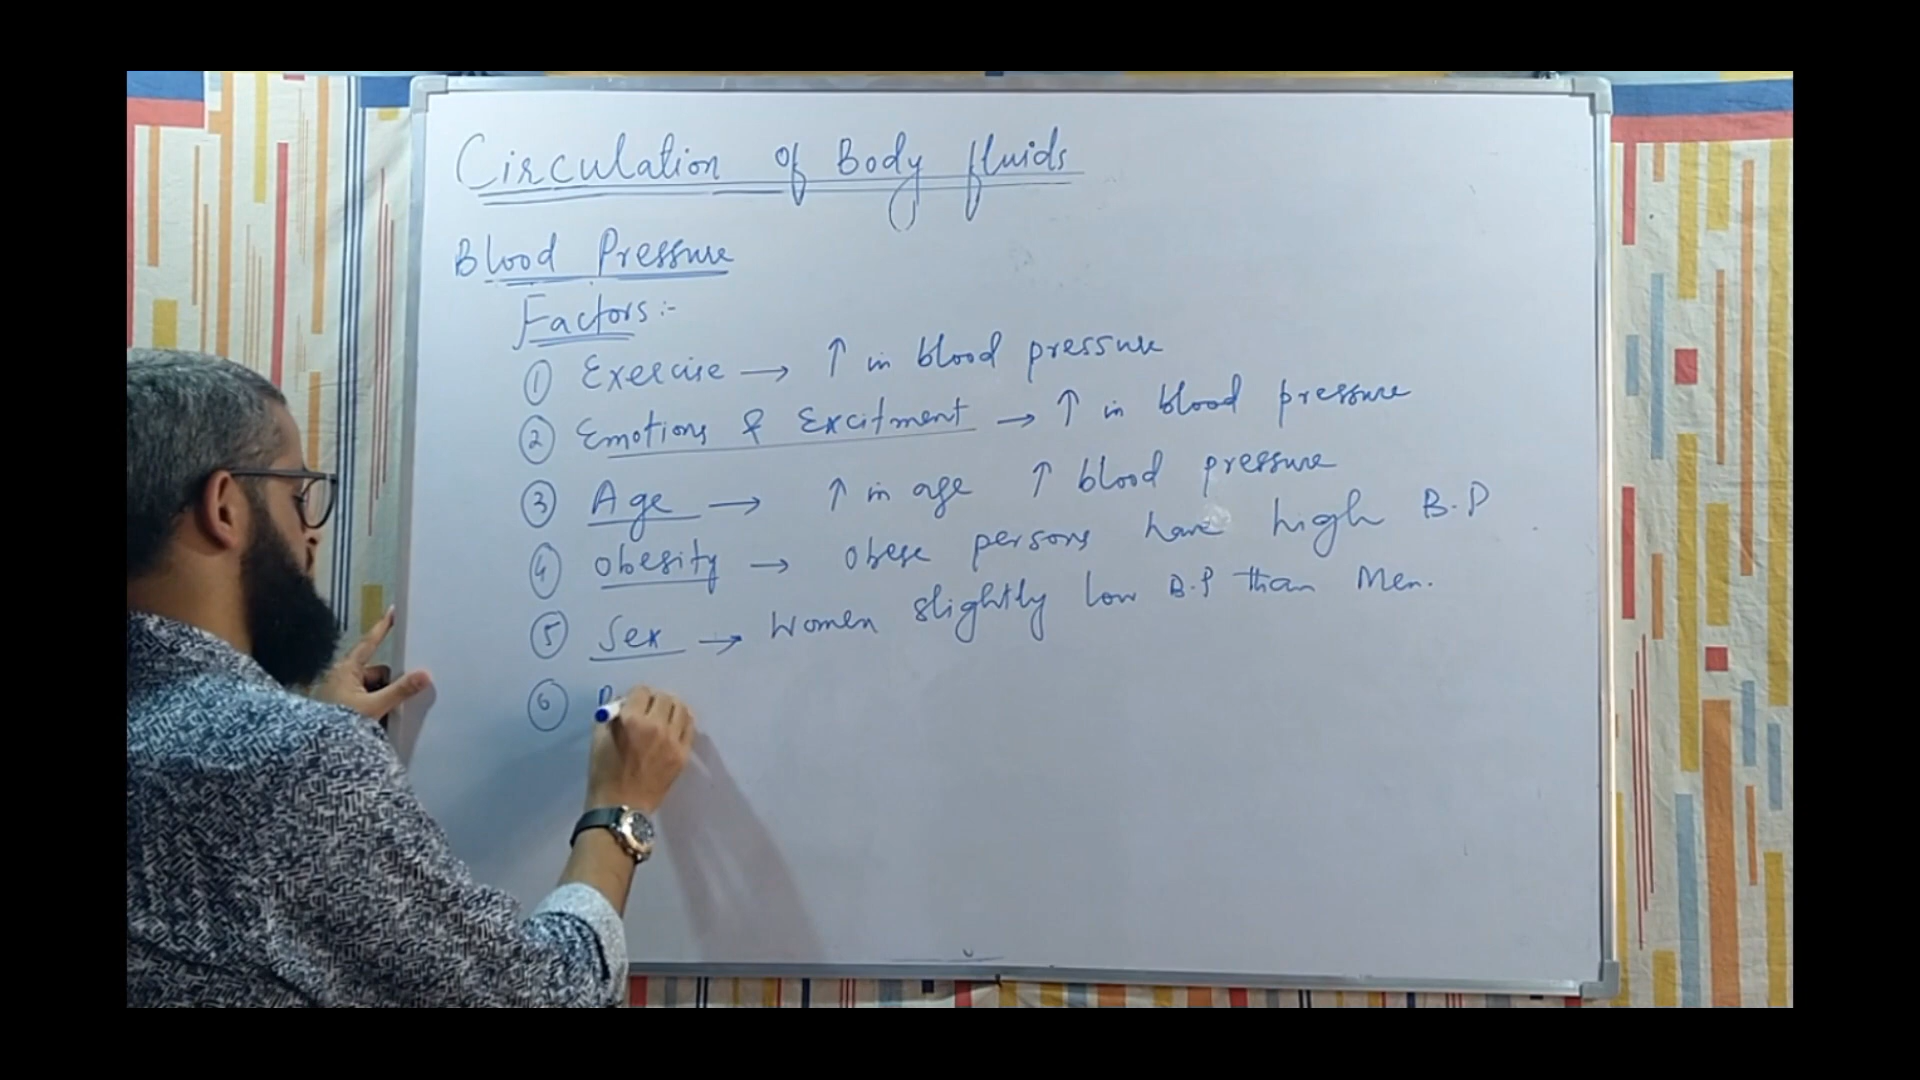 Circulation of Body fluids
Blood Pressure
Factors:-
① Exercise → ↑ in blood pressure
② Emotions & Excitment → ↑ in blood pressure
③ Age → ↑ in age ↑ blood pressure
④ obesity → obese persons have high B.P
⑤ Sex → women slightly low B.P than Men.
⑥